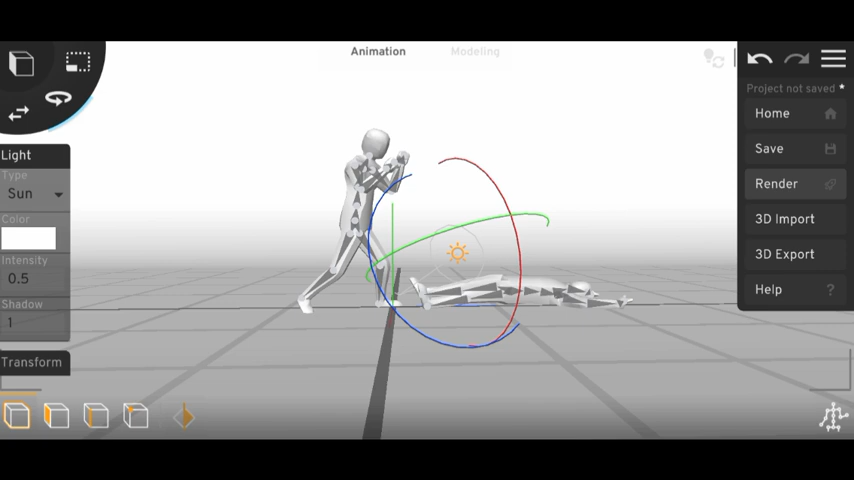 Animation
Modeling
Project not saved *
Home
Save
Render
3D Import
3D Export
Help
?
Light
Type
Sun
Color
Intensity
0.5
Shadow
1
Transform